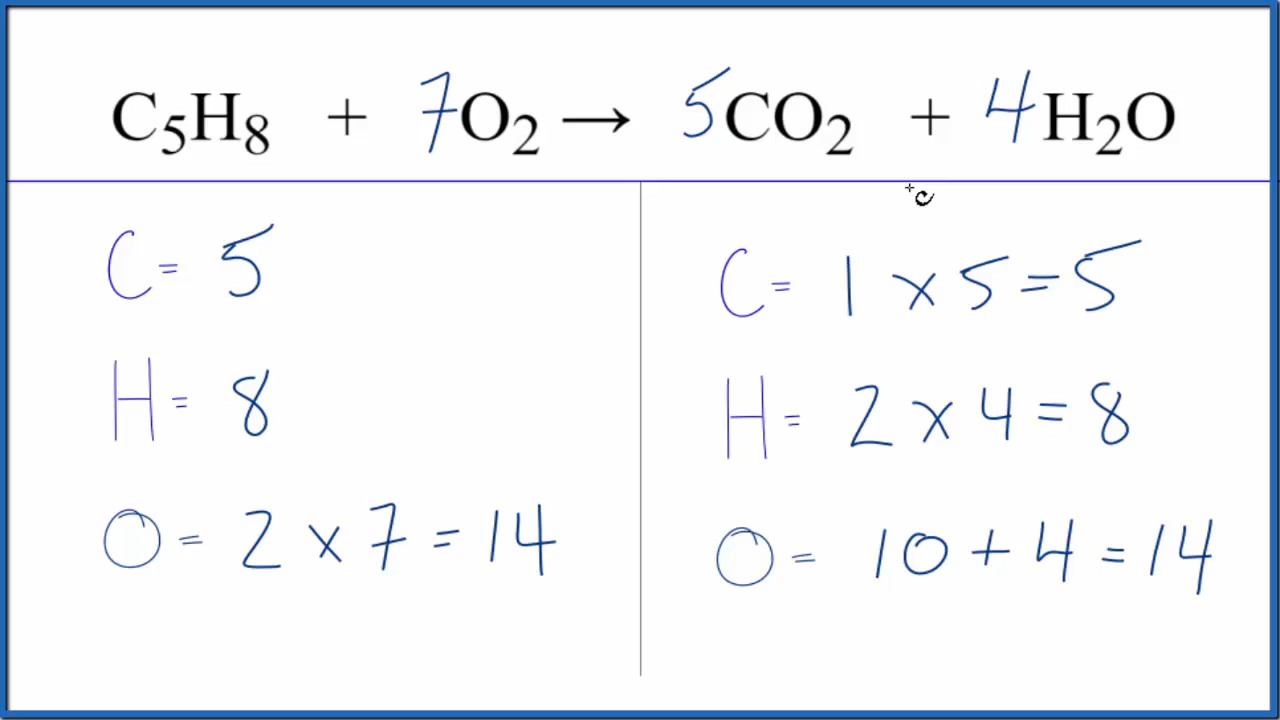 C₅H₈ + 7O₂ → 5CO₂ + 4H₂O
C = 5
H = 8
O = 2 x 7 = 14
C = 1 x 5 = 5
H = 2 x 4 = 8
O = 10 + 4 = 14